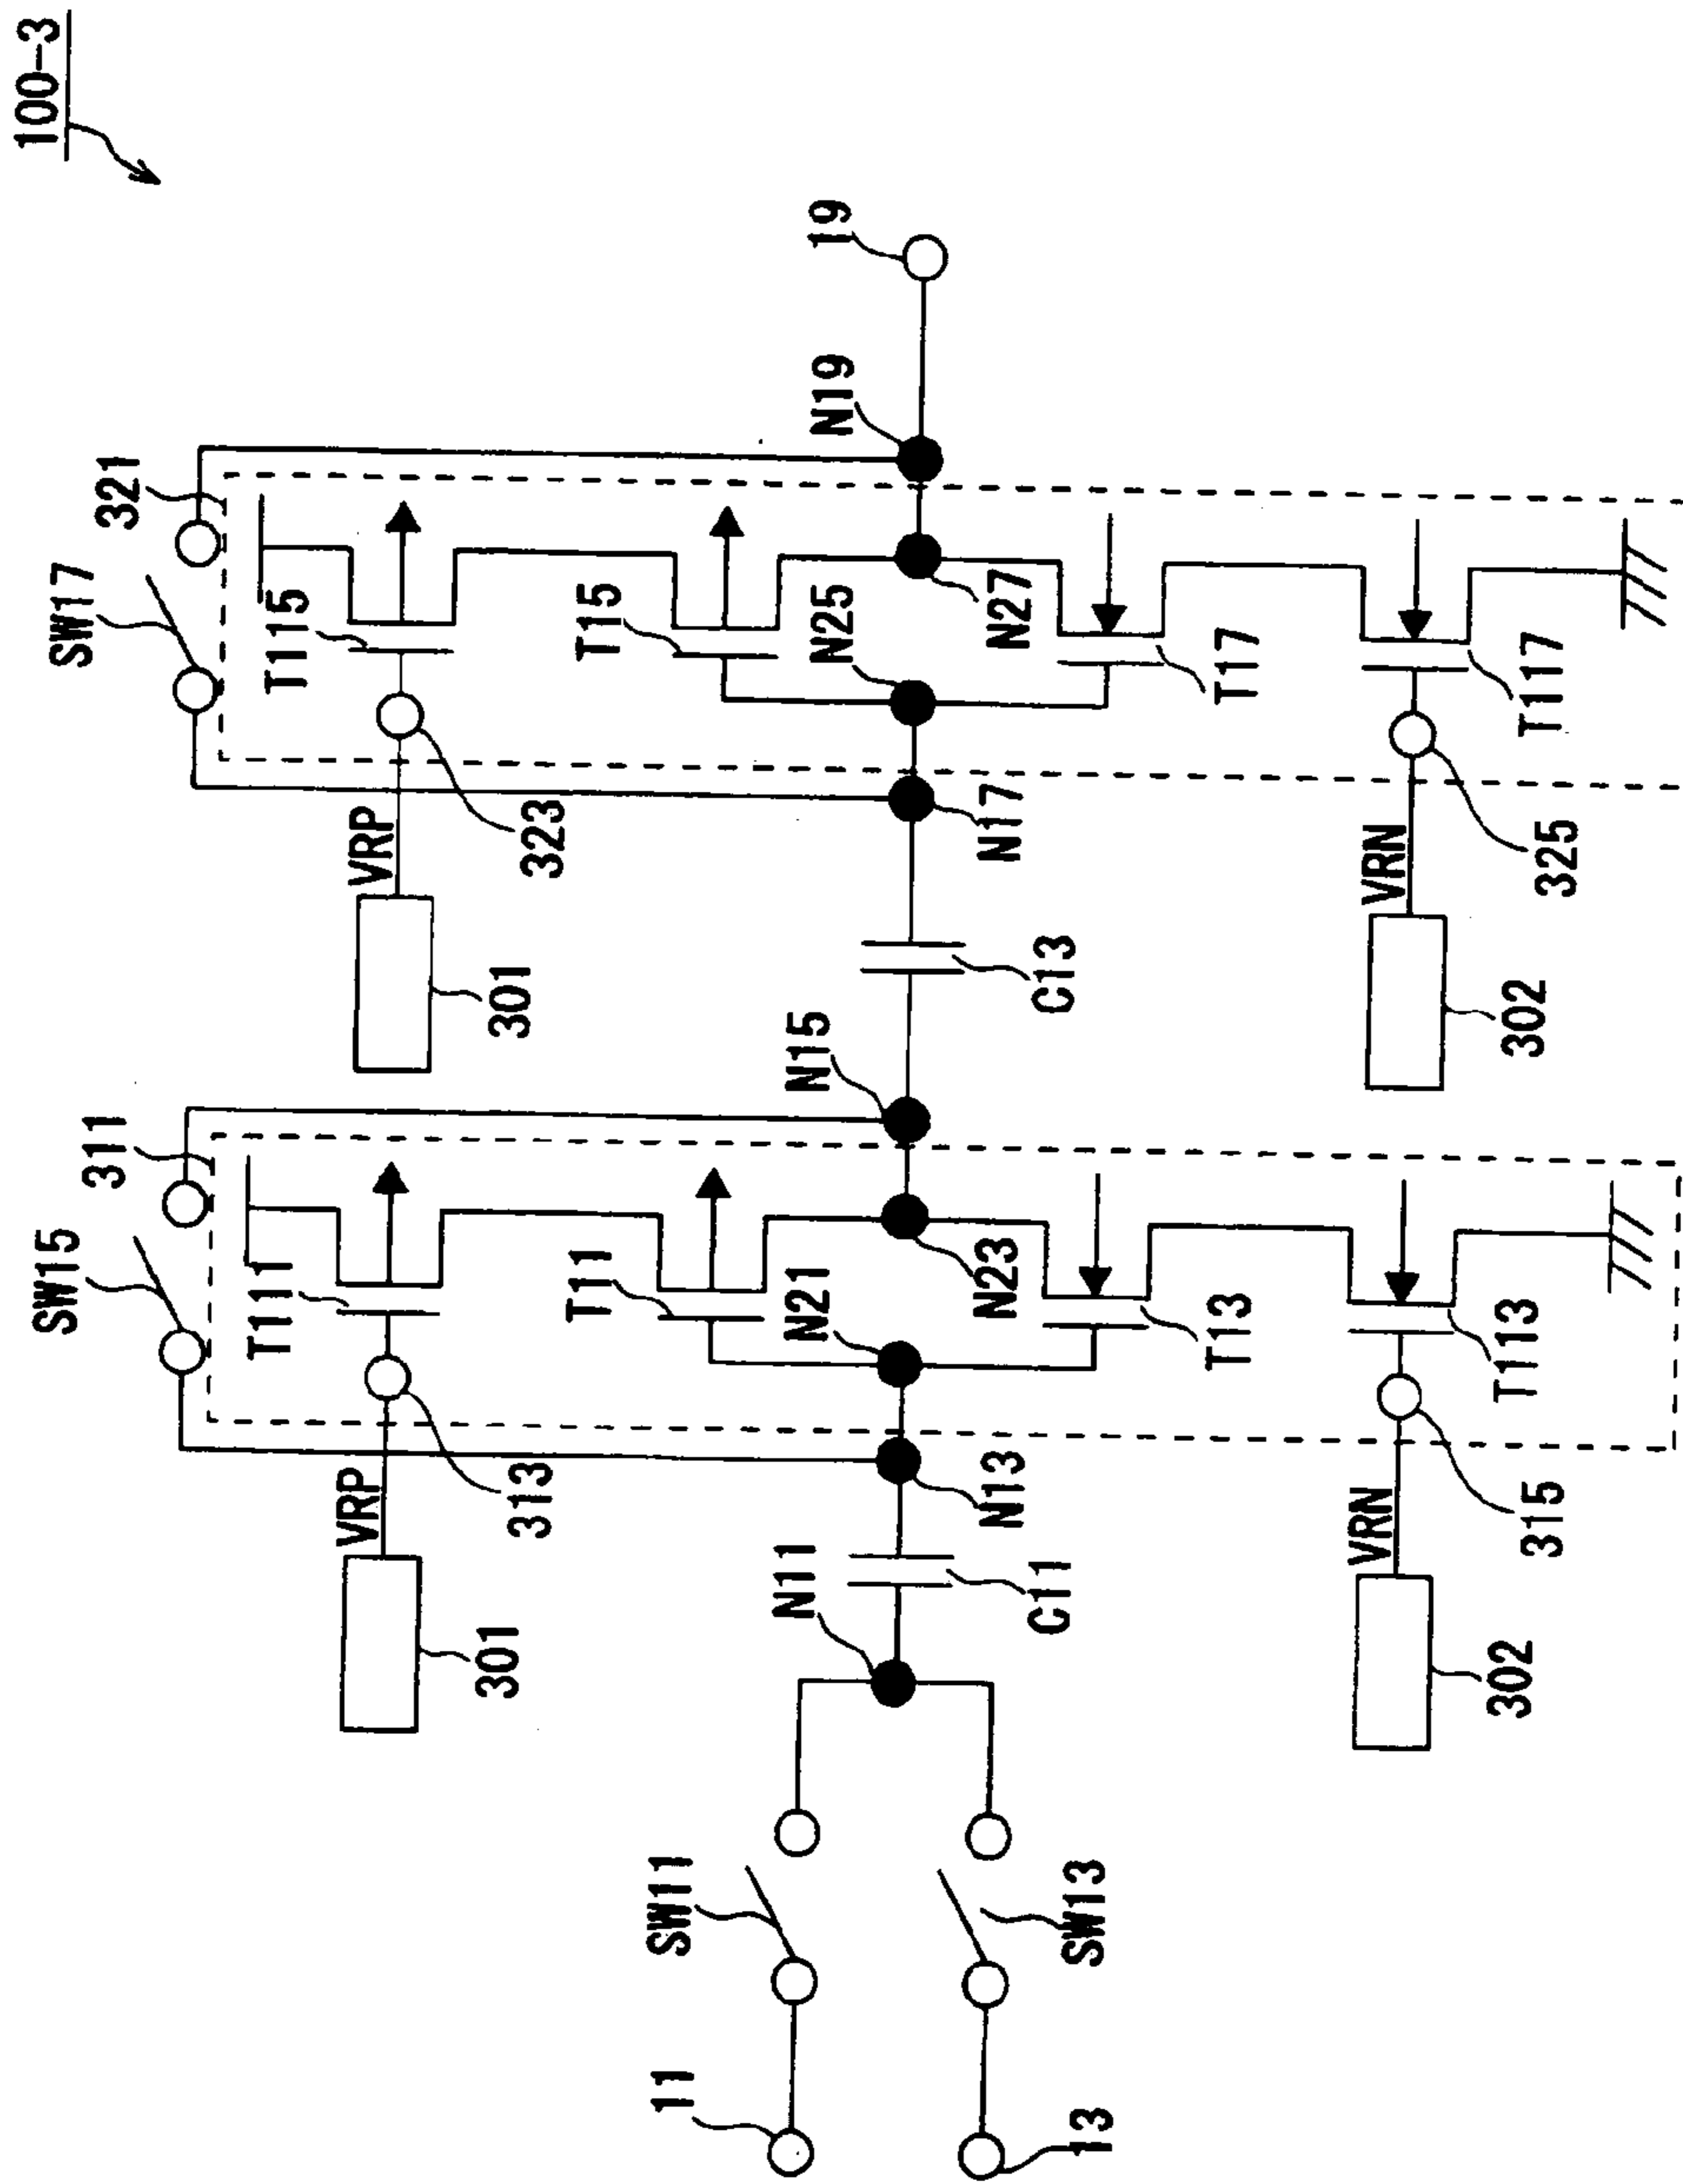 100-3
SW15
311
SW17
321
VRP
T111
VRP
T115
301
313
301
323
T11
T15
SW11
N11
N21
N15
N25
N19
19
11
SW13
C11
N13
N23
C13
N17
N27
13
T13
T17
VRN
VRN
302
315
T113
302
325
T117